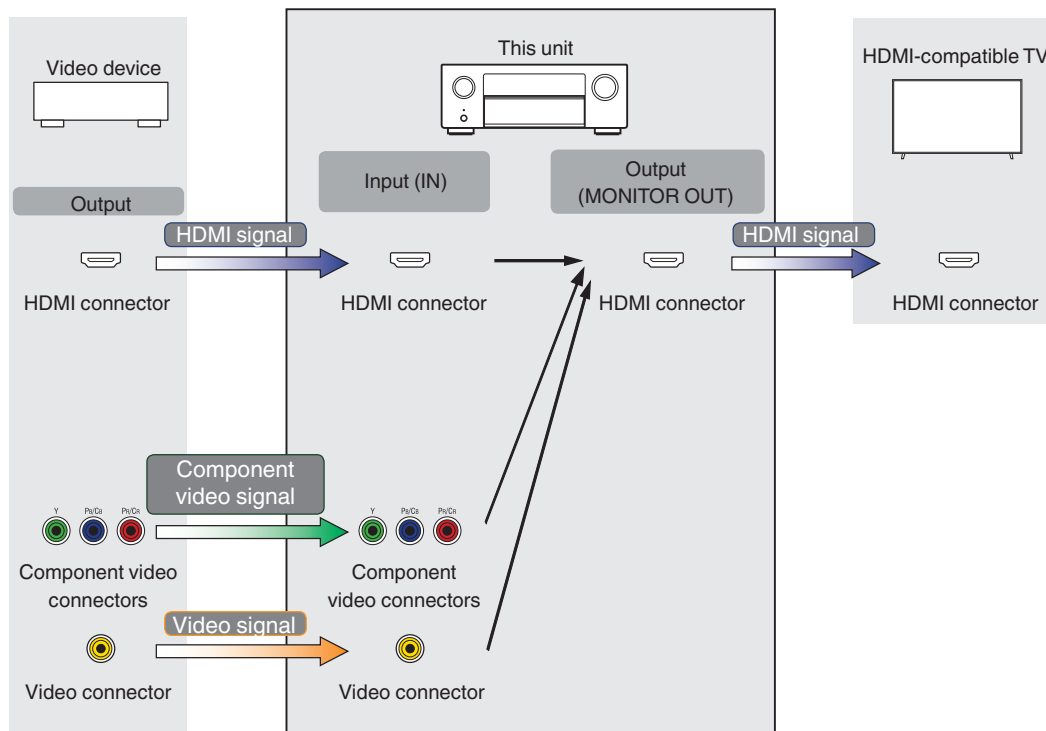 Video device
This unit
HDMI-compatible TV
Output
Input (IN)
Output
(MONITOR OUT)
HDMI signal
HDMI signal
HDMI connector
HDMI connector
HDMI connector
HDMI connector
Component
video signal
Y PB/CB PR/CR
Y PB/CB PR/CR
Component video
connectors
Component
video connectors
Video signal
Video connector
Video connector